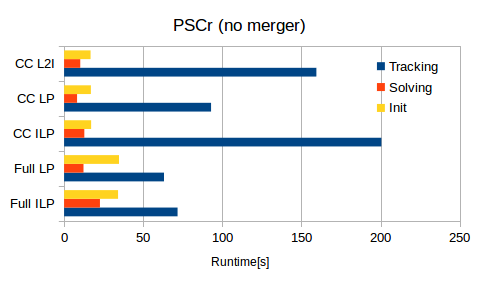 PSCr (no merger)
CC L2I
CC LP
CC ILP
Full LP
Full ILP
Tracking
Solving
Init
0 50 100 150 200 250
Runtime[s]